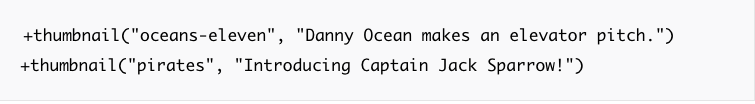 +thumbnail("oceans-eleven", "Danny Ocean makes an elevator pitch.")
+thumbnail("pirates", "Introducing Captain Jack Sparrow!")